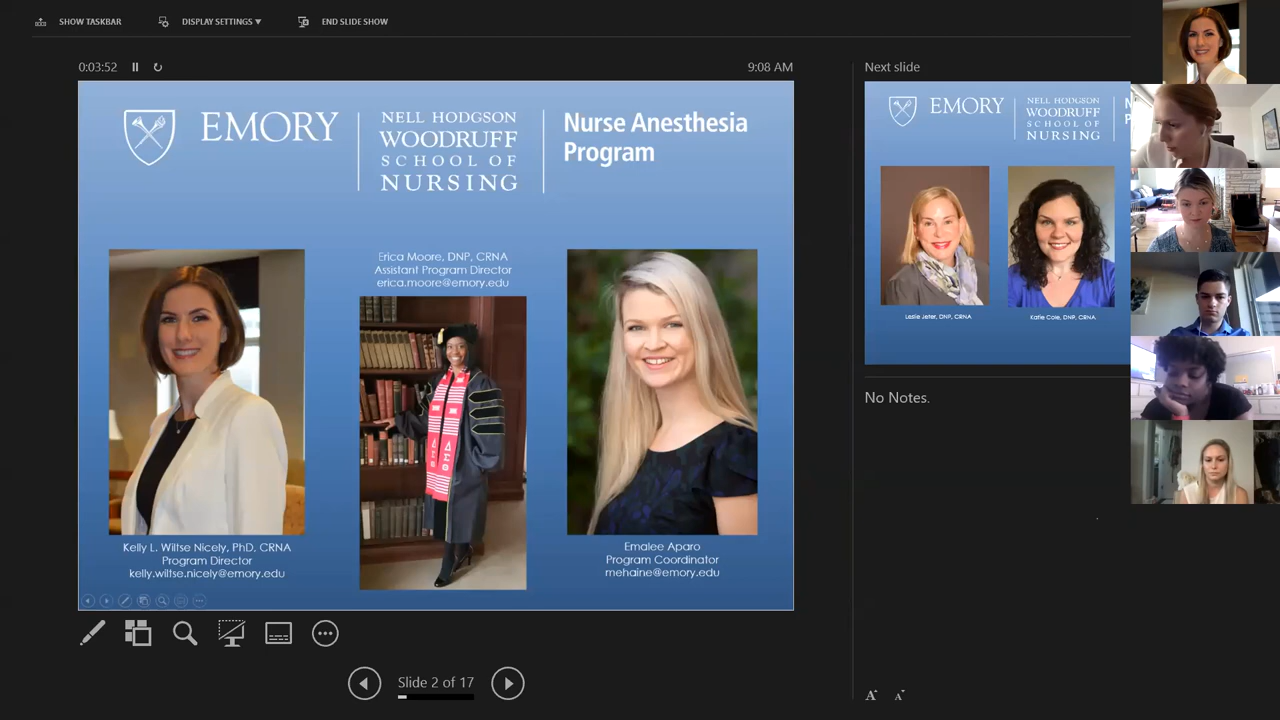 SHOW TASKBAR
DISPLAY SETTINGS ▼
END SLIDE SHOW
0:03:52
9:08 AM
EMORY
NELL HODGSON
WOODRUFF
SCHOOL OF
NURSING
Nurse Anesthesia
Program
Erica Moore, DNP, CRNA
Assistant Program Director
erica.moore@emory.edu
Kelly L. Wiltse Nicely, PhD, CRNA
Program Director
kelly.wiltse.nicely@emory.edu
Emalee Aparo
Program Coordinator
mehaine@emory.edu
Slide 2 of 17
Next slide
EMORY
NELL HODGSON
WOODRUFF
SCHOOL OF
NURSING
Leslie Jeter, DNP, CRNA
Katie Cole, DNP, CRNA
No Notes.
A
A